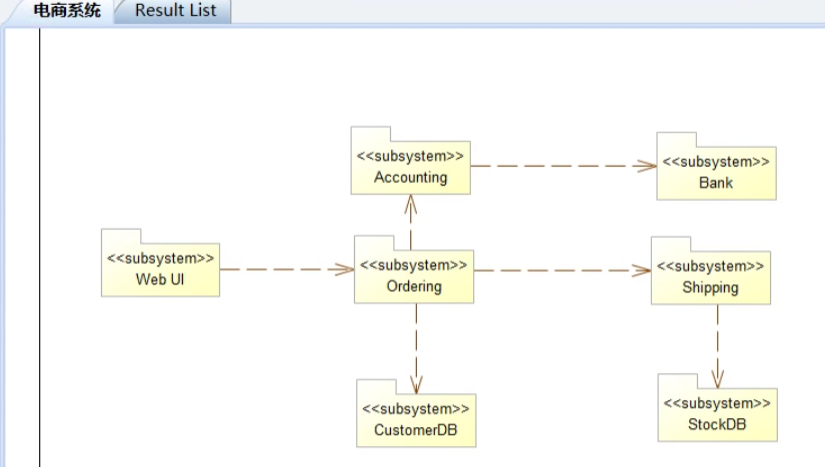 电商系统
Result List
<<subsystem>>
Accounting
<<subsystem>>
Bank
<<subsystem>>
Web UI
<<subsystem>>
Ordering
<<subsystem>>
Shipping
<<subsystem>>
CustomerDB
<<subsystem>>
StockDB